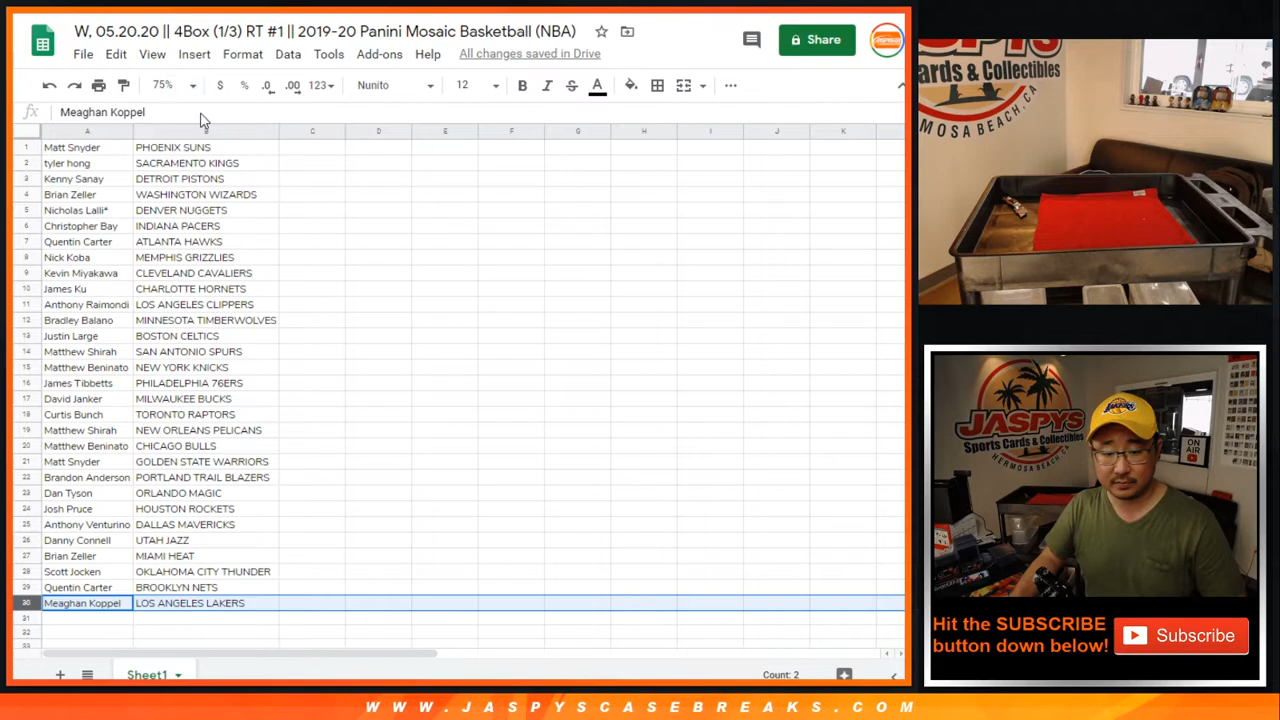 W, 05.20.20 || 4Box (1/3) RT #1 || 2019-20 Panini Mosaic Basketball (NBA)
File Edit View Insert Format Data Tools Add-ons Help All changes saved in Drive
Share
75% $ % .0 .00 123 Nunito 12 B I S A
fx Meaghan Koppel
A B C D E F G H I J K
1 Matt Snyder PHOENIX SUNS
2 tyler hong SACRAMENTO KINGS
3 Kenny Sanay DETROIT PISTONS
4 Brian Zeller WASHINGTON WIZARDS
5 Nicholas Lalli* DENVER NUGGETS
6 Christopher Bay INDIANA PACERS
7 Quentin Carter ATLANTA HAWKS
8 Nick Koba MEMPHIS GRIZZLIES
9 Kevin Miyakawa CLEVELAND CAVALIERS
10 James Ku CHARLOTTE HORNETS
11 Anthony Raimondi LOS ANGELES CLIPPERS
12 Bradley Balano MINNESOTA TIMBERWOLVES
13 Justin Large BOSTON CELTICS
14 Matthew Shirah SAN ANTONIO SPURS
15 Matthew Beninato NEW YORK KNICKS
16 James Tibbetts PHILADELPHIA 76ERS
17 David Janker MILWAUKEE BUCKS
18 Curtis Bunch TORONTO RAPTORS
19 Matthew Shirah NEW ORLEANS PELICANS
20 Matthew Beninato CHICAGO BULLS
21 Matt Snyder GOLDEN STATE WARRIORS
22 Brandon Anderson PORTLAND TRAIL BLAZERS
23 Dan Tyson ORLANDO MAGIC
24 Josh Pruce HOUSTON ROCKETS
25 Anthony Venturino DALLAS MAVERICKS
26 Danny Connell UTAH JAZZ
27 Brian Zeller MIAMI HEAT
28 Scott Jocken OKLAHOMA CITY THUNDER
29 Quentin Carter BROOKLYN NETS
30 Meaghan Koppel LOS ANGELES LAKERS
31
32
33
Sheet1
Count: 2
Cards & Collectibles
HERMOSA BEACH, CA
JASPYS
Sports Cards & Collectibles
HERMOSA BEACH, CA
LAKERS
ON AIR
Hit the SUBSCRIBE
button down below!
Subscribe
WWW.JASPYSCASEBREAKS.COM